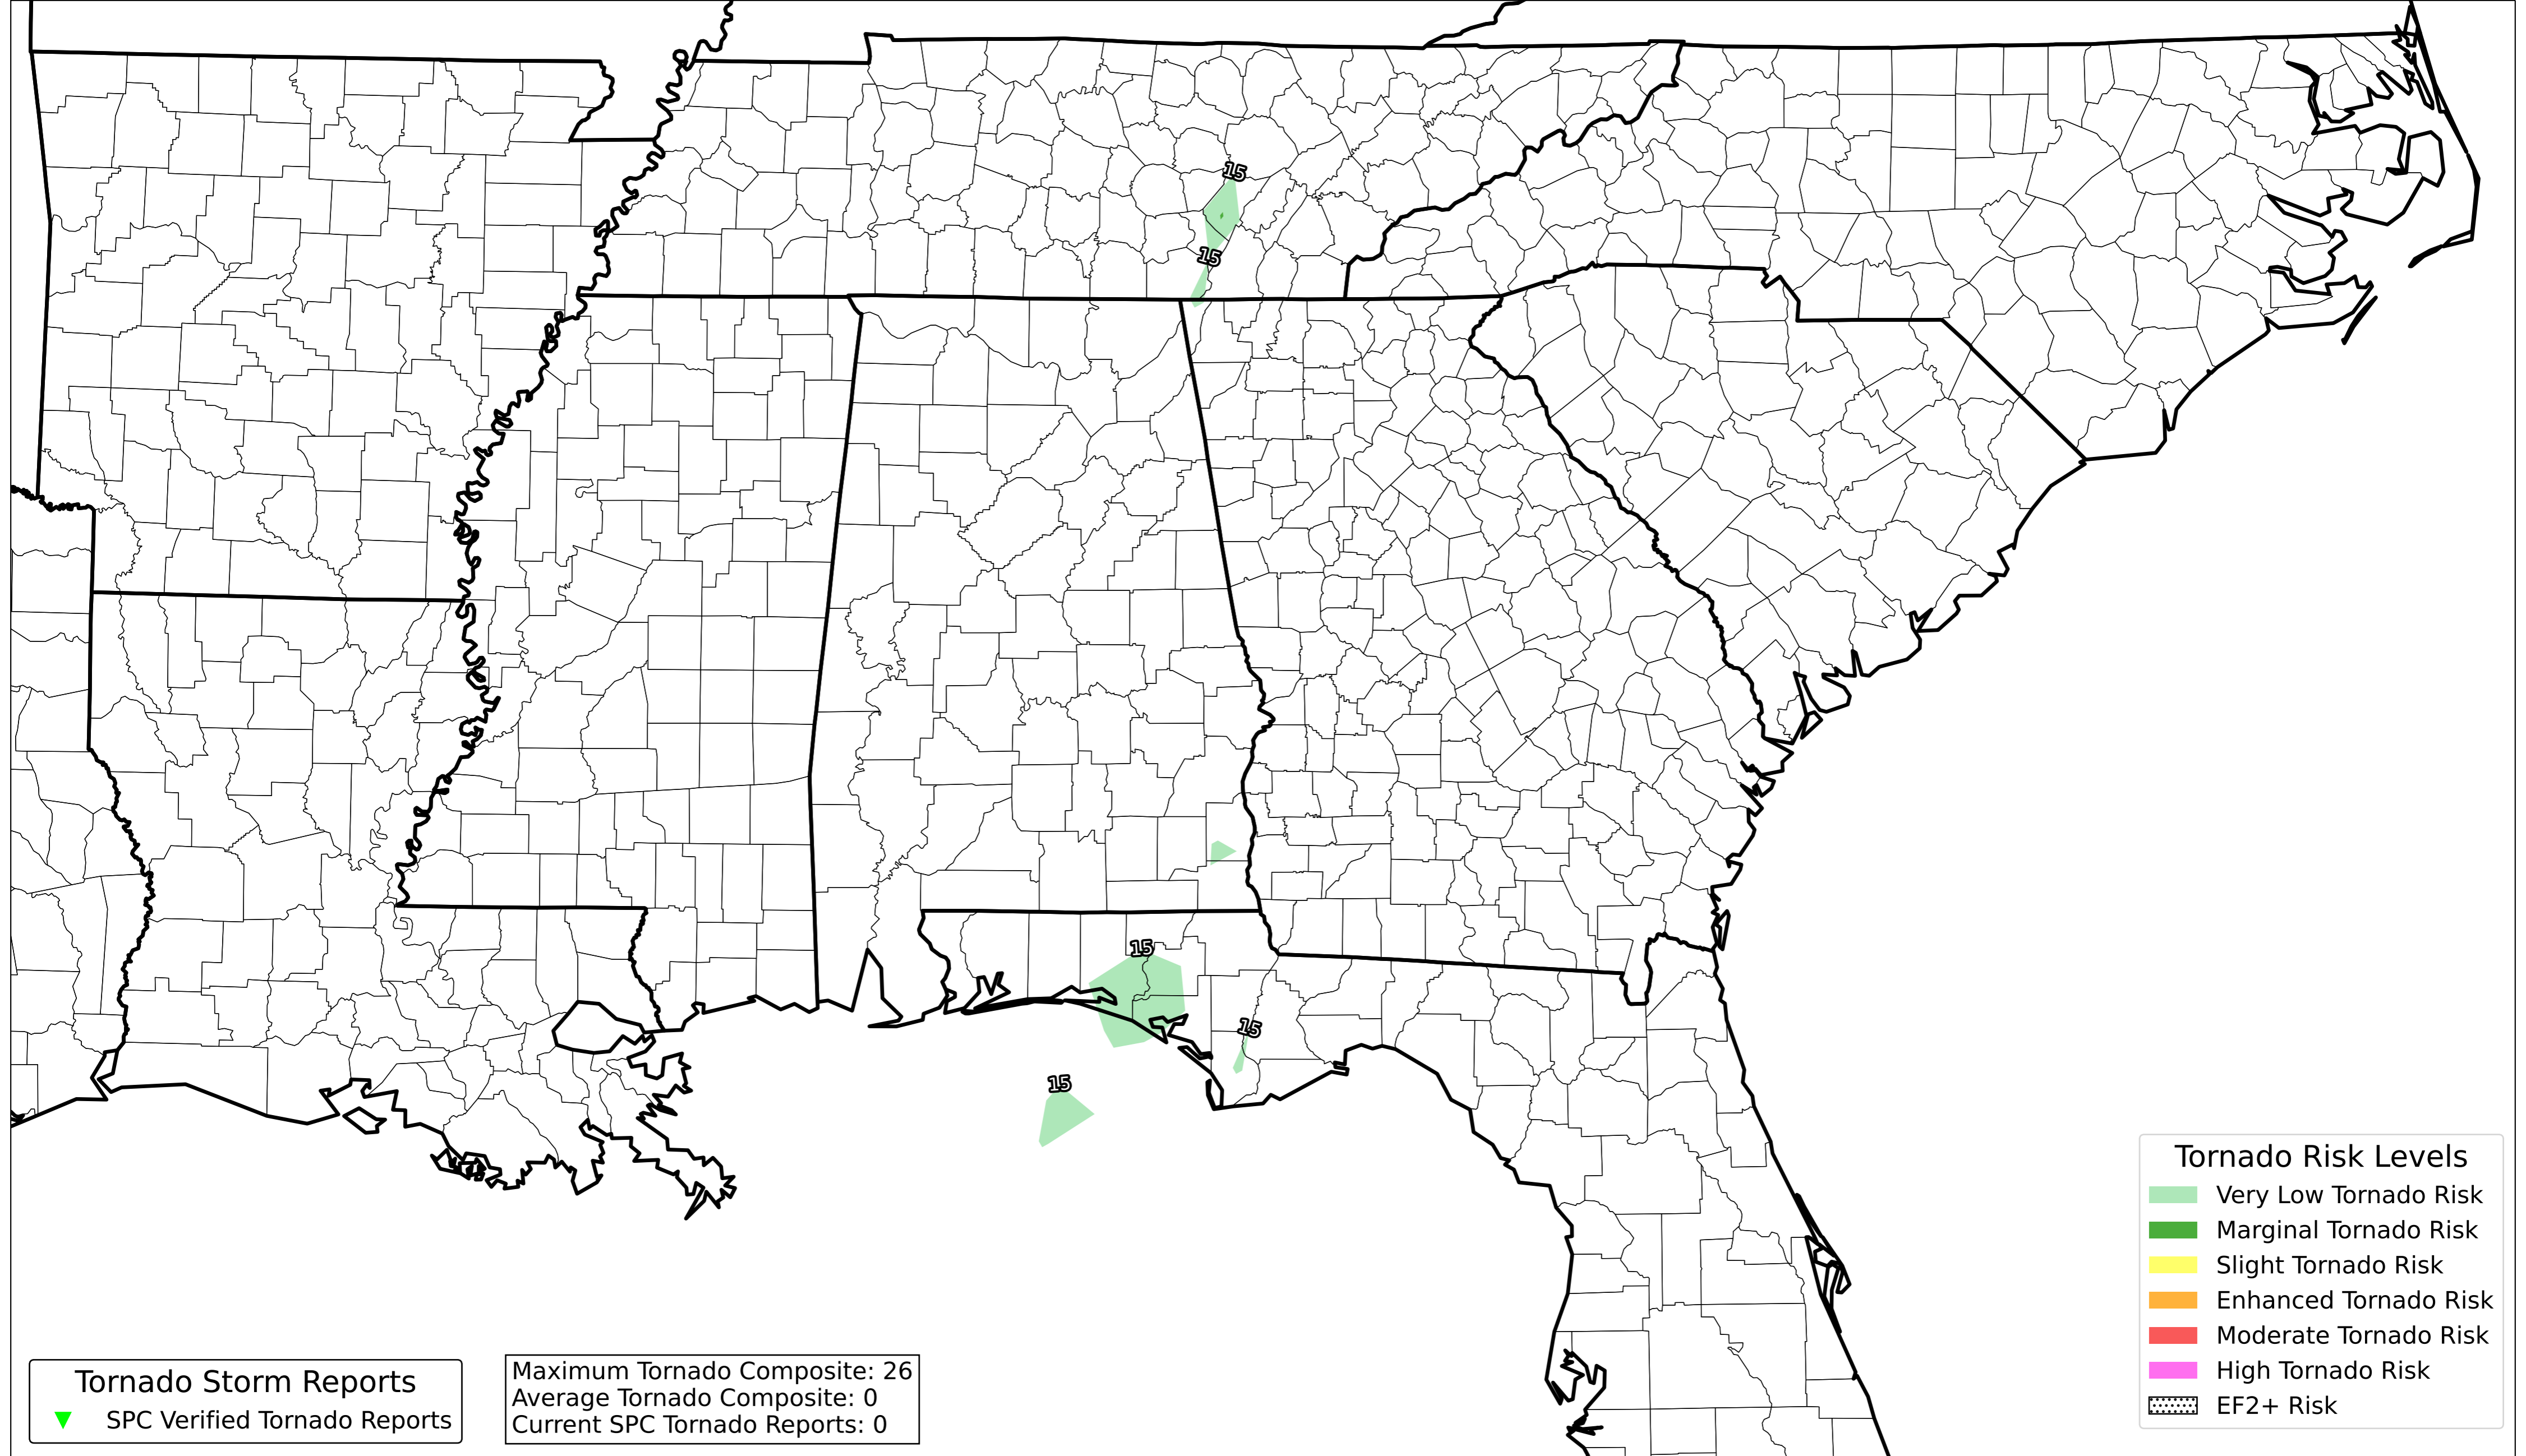 15
15
15
15
15
Tornado Risk Levels
Very Low Tornado Risk
Marginal Tornado Risk
Slight Tornado Risk
Enhanced Tornado Risk
Moderate Tornado Risk
High Tornado Risk
EF2+ Risk
Tornado Storm Reports
SPC Verified Tornado Reports
Maximum Tornado Composite: 26
Average Tornado Composite: 0
Current SPC Tornado Reports: 0